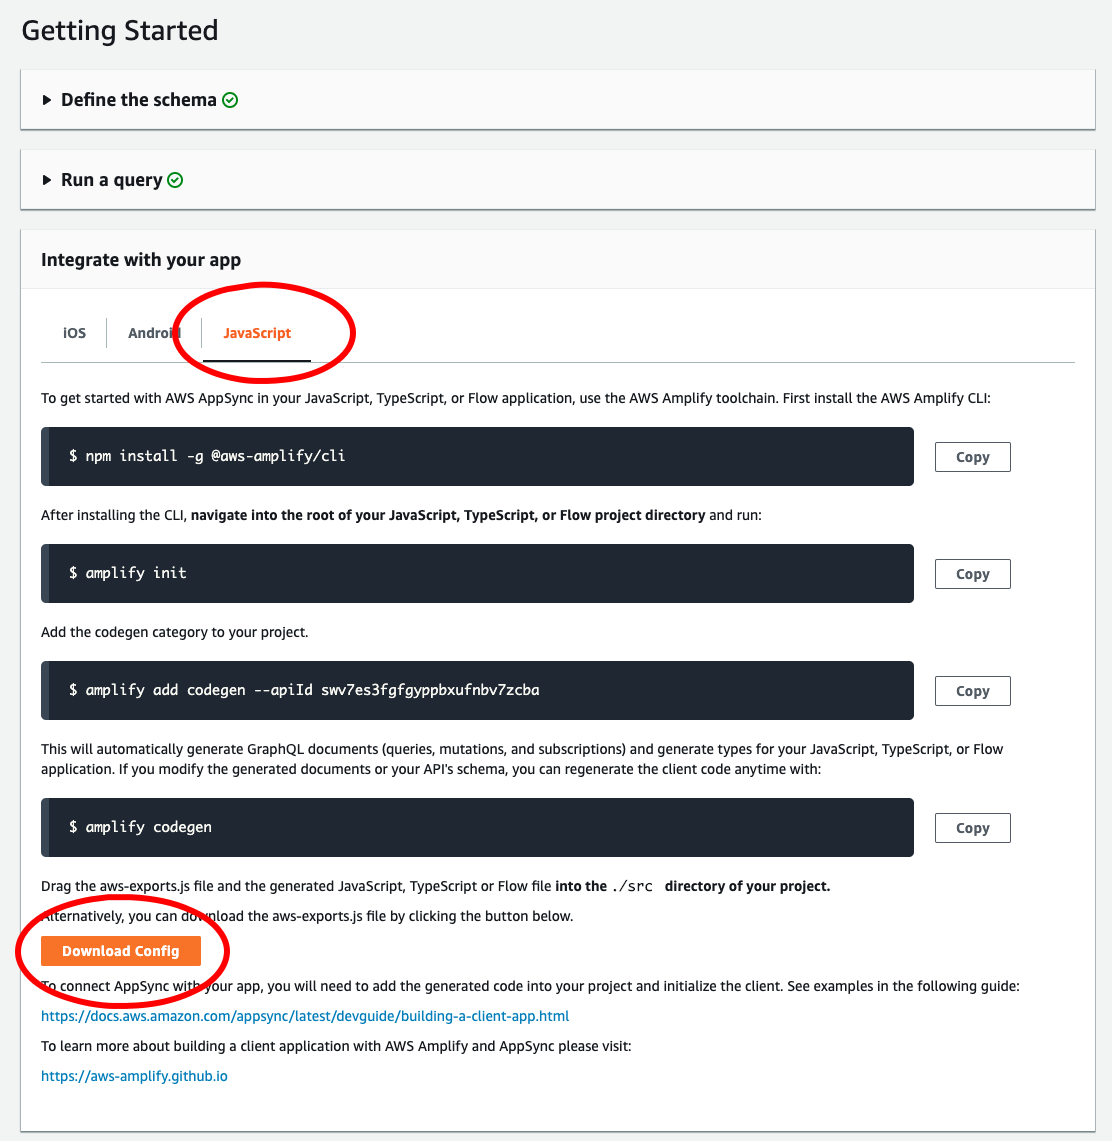 Getting Started
Define the schema
Run a query
Integrate with your app
iOS
Android
JavaScript
To get started with AWS AppSync in your JavaScript, TypeScript, or Flow application, use the AWS Amplify toolchain. First install the AWS Amplify CLI:
$ npm install -g @aws-amplify/cli
Copy
After installing the CLI, navigate into the root of your JavaScript, TypeScript, or Flow project directory and run:
$ amplify init
Copy
Add the codegen category to your project.
$ amplify add codegen --apiId swv7es3fgfgyppbxufnbv7zcba
Copy
This will automatically generate GraphQL documents (queries, mutations, and subscriptions) and generate types for your JavaScript, TypeScript, or Flow
application. If you modify the generated documents or your API's schema, you can regenerate the client code anytime with:
$ amplify codegen
Copy
Drag the aws-exports.js file and the generated JavaScript, TypeScript or Flow file into the ./src directory of your project.
Alternatively, you can download the aws-exports.js file by clicking the button below.
Download Config
To connect AppSync with your app, you will need to add the generated code into your project and initialize the client. See examples in the following guide:
https://docs.aws.amazon.com/appsync/latest/devguide/building-a-client-app.html
To learn more about building a client application with AWS Amplify and AppSync please visit:
https://aws-amplify.github.io